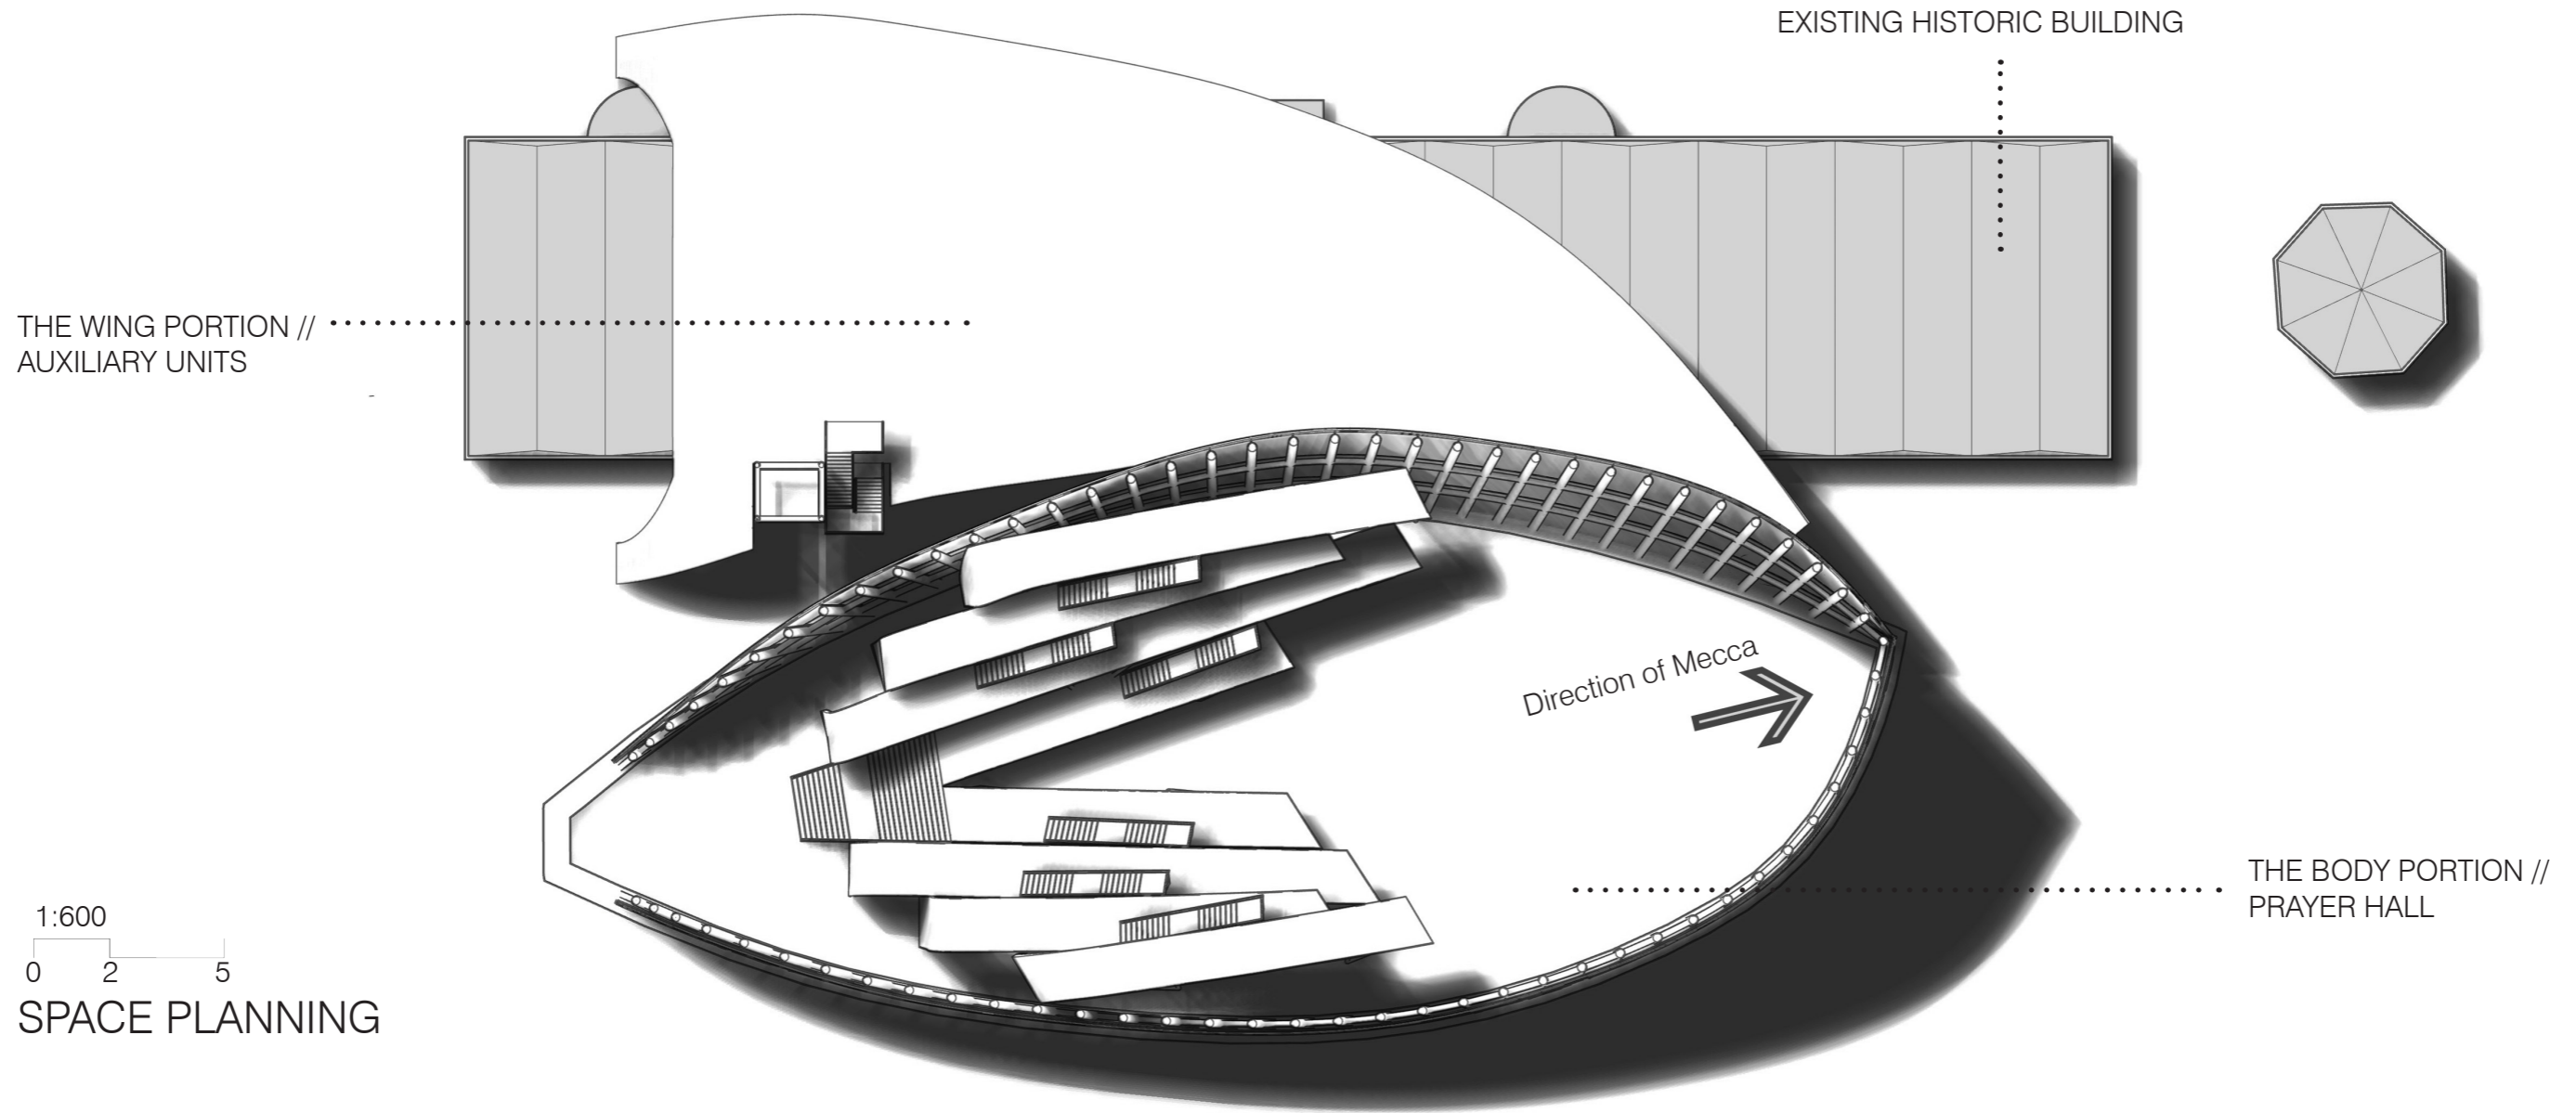 EXISTING HISTORIC BUILDING
THE WING PORTION //
AUXILIARY UNITS
Direction of Mecca
THE BODY PORTION //
PRAYER HALL
1:600
0 2 5
SPACE PLANNING